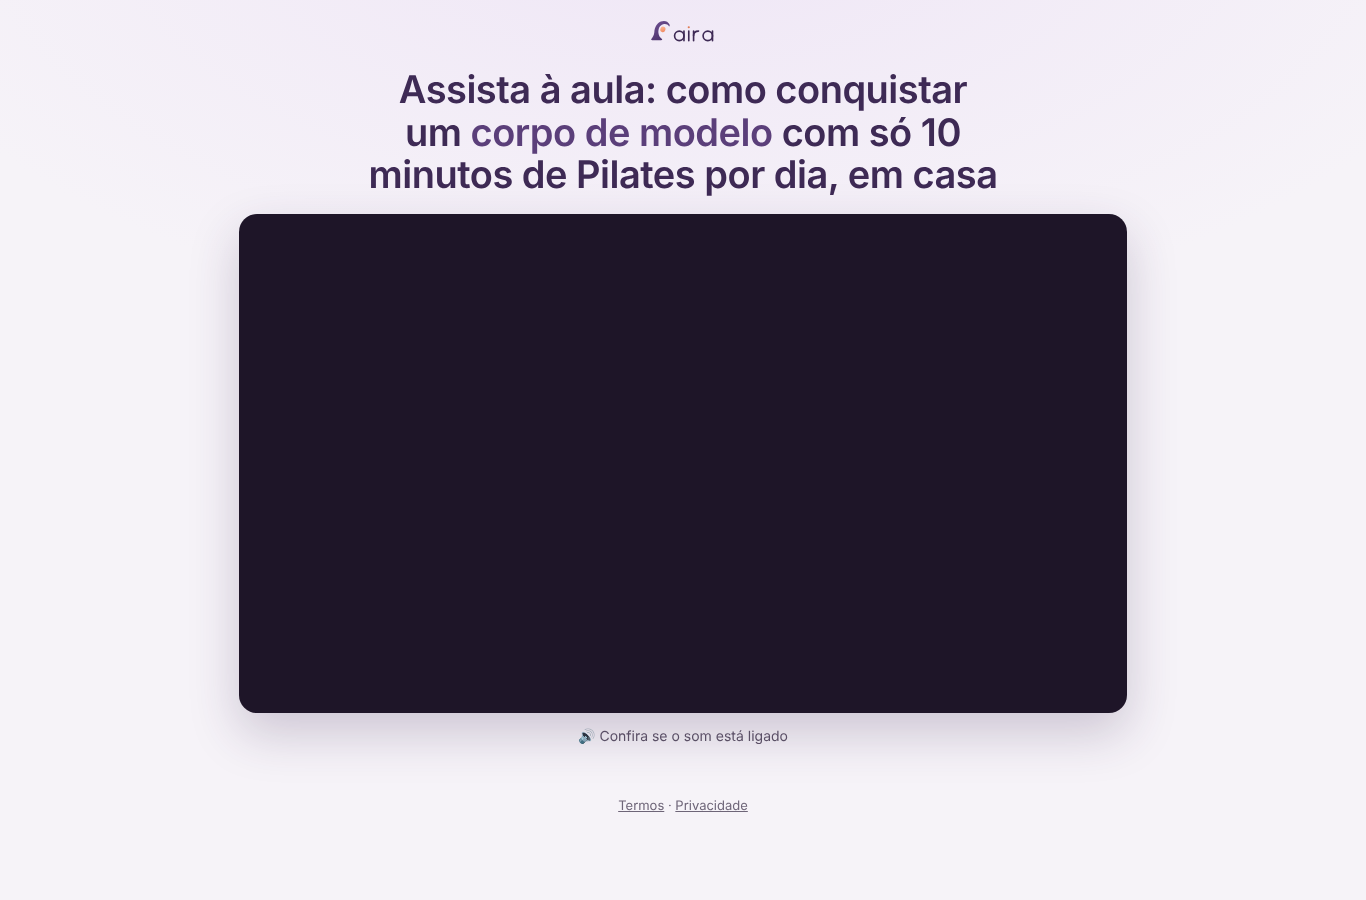 aira
Assista à aula: como conquistar
um corpo de modelo com só 10
minutos de Pilates por dia, em casa
🔊 Confira se o som está ligado
Termos · Privacidade